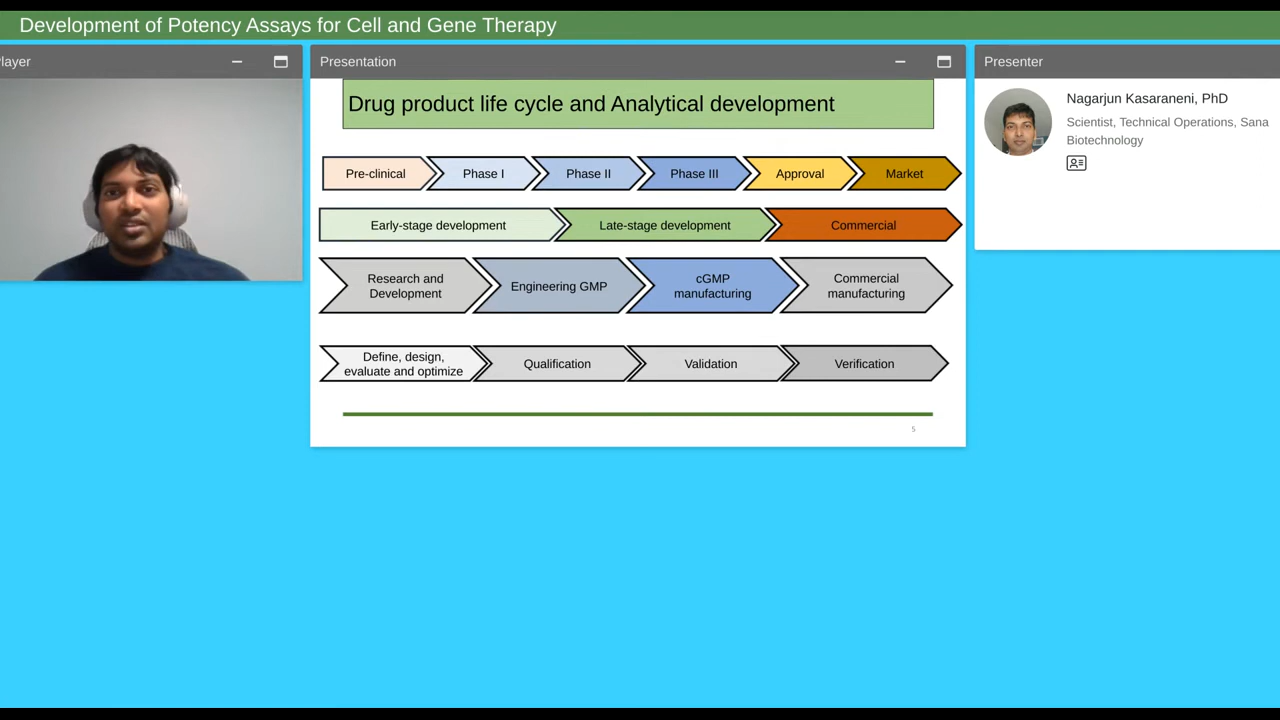 Development of Potency Assays for Cell and Gene Therapy
layer
Presentation
Presenter
Drug product life cycle and Analytical development
Pre-clinical
Phase I
Phase II
Phase III
Approval
Market
Early-stage development
Late-stage development
Commercial
Research and
Development
Engineering GMP
cGMP
manufacturing
Commercial
manufacturing
Define, design,
evaluate and optimize
Qualification
Validation
Verification
5
Nagarjun Kasaraneni, PhD
Scientist, Technical Operations, Sana
Biotechnology